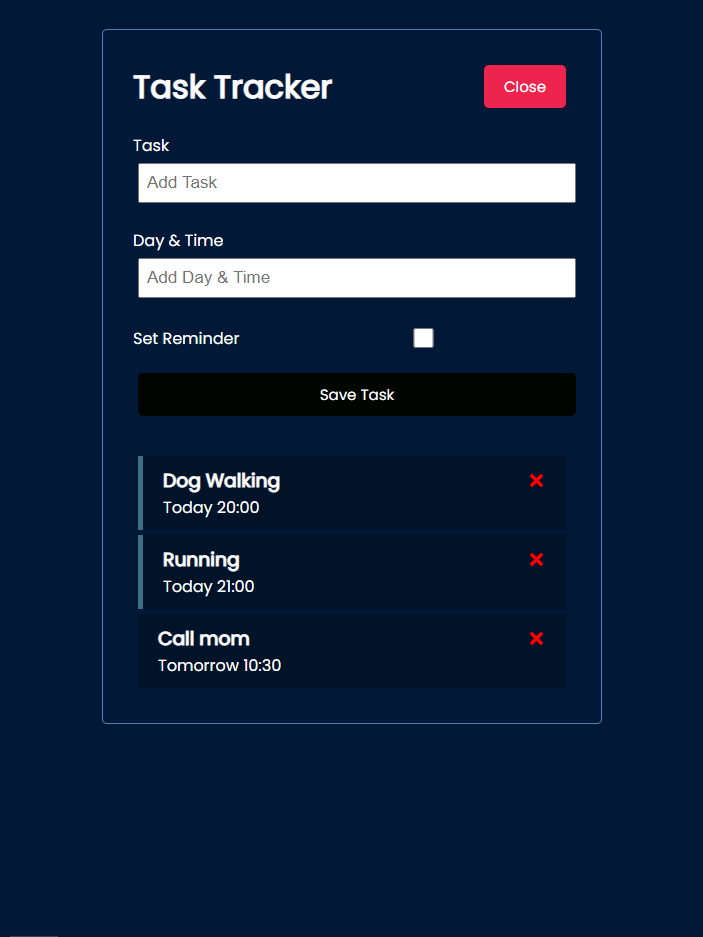 Task Tracker
Close
Task
Add Task
Day & Time
Add Day & Time
Set Reminder
Save Task
Dog Walking
Today 20:00
Running
Today 21:00
Call mom
Tomorrow 10:30